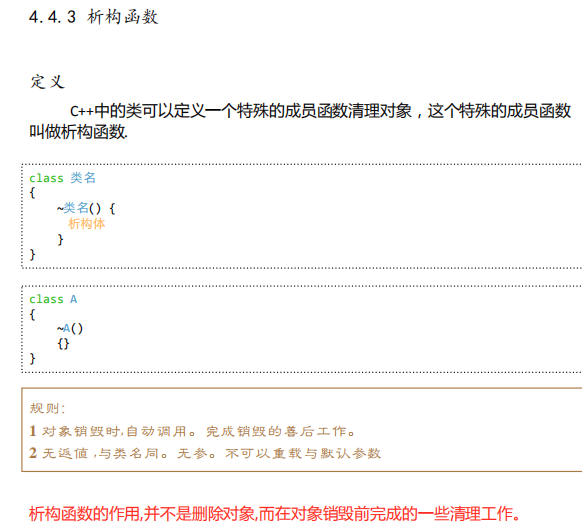 4.4.3 析构函数
定义
C++中的类可以定义一个特殊的成员函数清理对象，这个特殊的成员函数
叫做析构函数.
class 类名
{
~类名() {
析构体
}
}
class A
{
~A()
{}
}
规则:
1 对象销毁时,自动调用。完成销毁的善后工作。
2 无返值 ,与类名同。无参。不可以重载与默认参数
析构函数的作用,并不是删除对象,而在对象销毁前完成的一些清理工作。